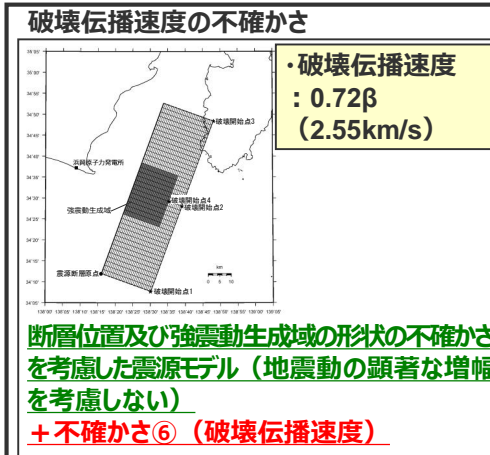 破壊伝播速度の不確かさ
・破壊伝播速度
：0.72β
（2.55km/s）
破壊開始点3
浜岡原子力発電所
破壊開始点4
破壊開始点2
強震動生成域
震源断層原点
破壊開始点1
km
0 5 10
断層位置及び強震動生成域の形状の不確かさ
を考慮した震源モデル（地震動の顕著な増幅
を考慮しない）
＋不確かさ⑥（破壊伝播速度）